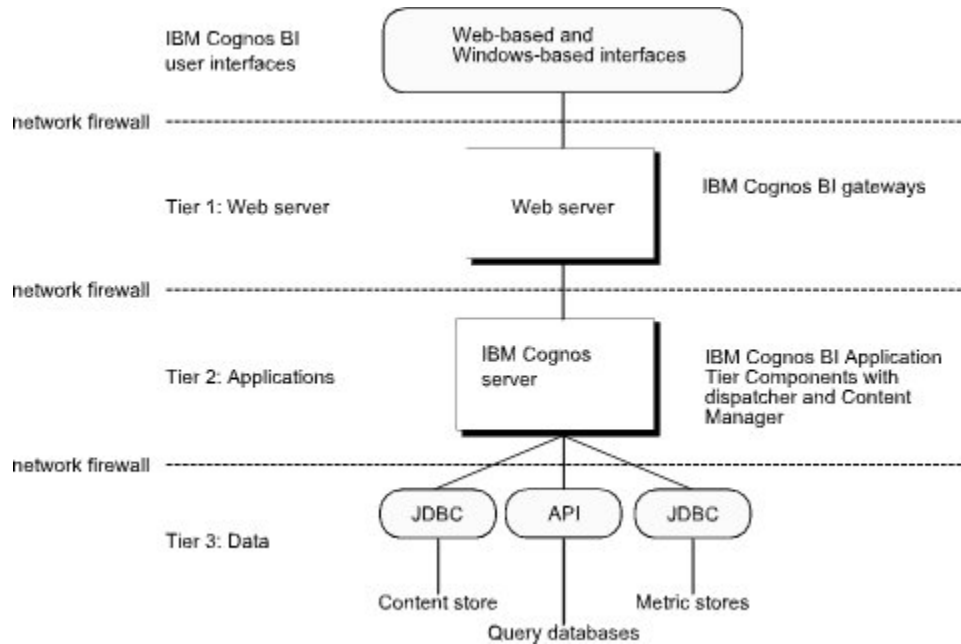 IBM Cognos BI
user interfaces
Web-based and
Windows-based interfaces
network firewall
Tier 1: Web server
Web server
IBM Cognos BI gateways
network firewall
Tier 2: Applications
IBM Cognos
server
IBM Cognos BI Application
Tier Components with
dispatcher and Content
Manager
network firewall
JDBC
API
JDBC
Tier 3: Data
Content store
Metric stores
Query databases